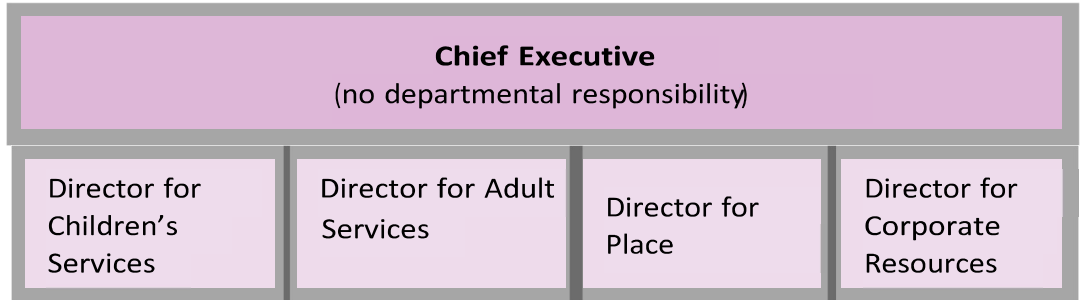 Chief Executive
(no departmental responsibility)
Director for
Children’s
Services
Director for Adult
Services
Director for
Place
Director for
Corporate
Resources